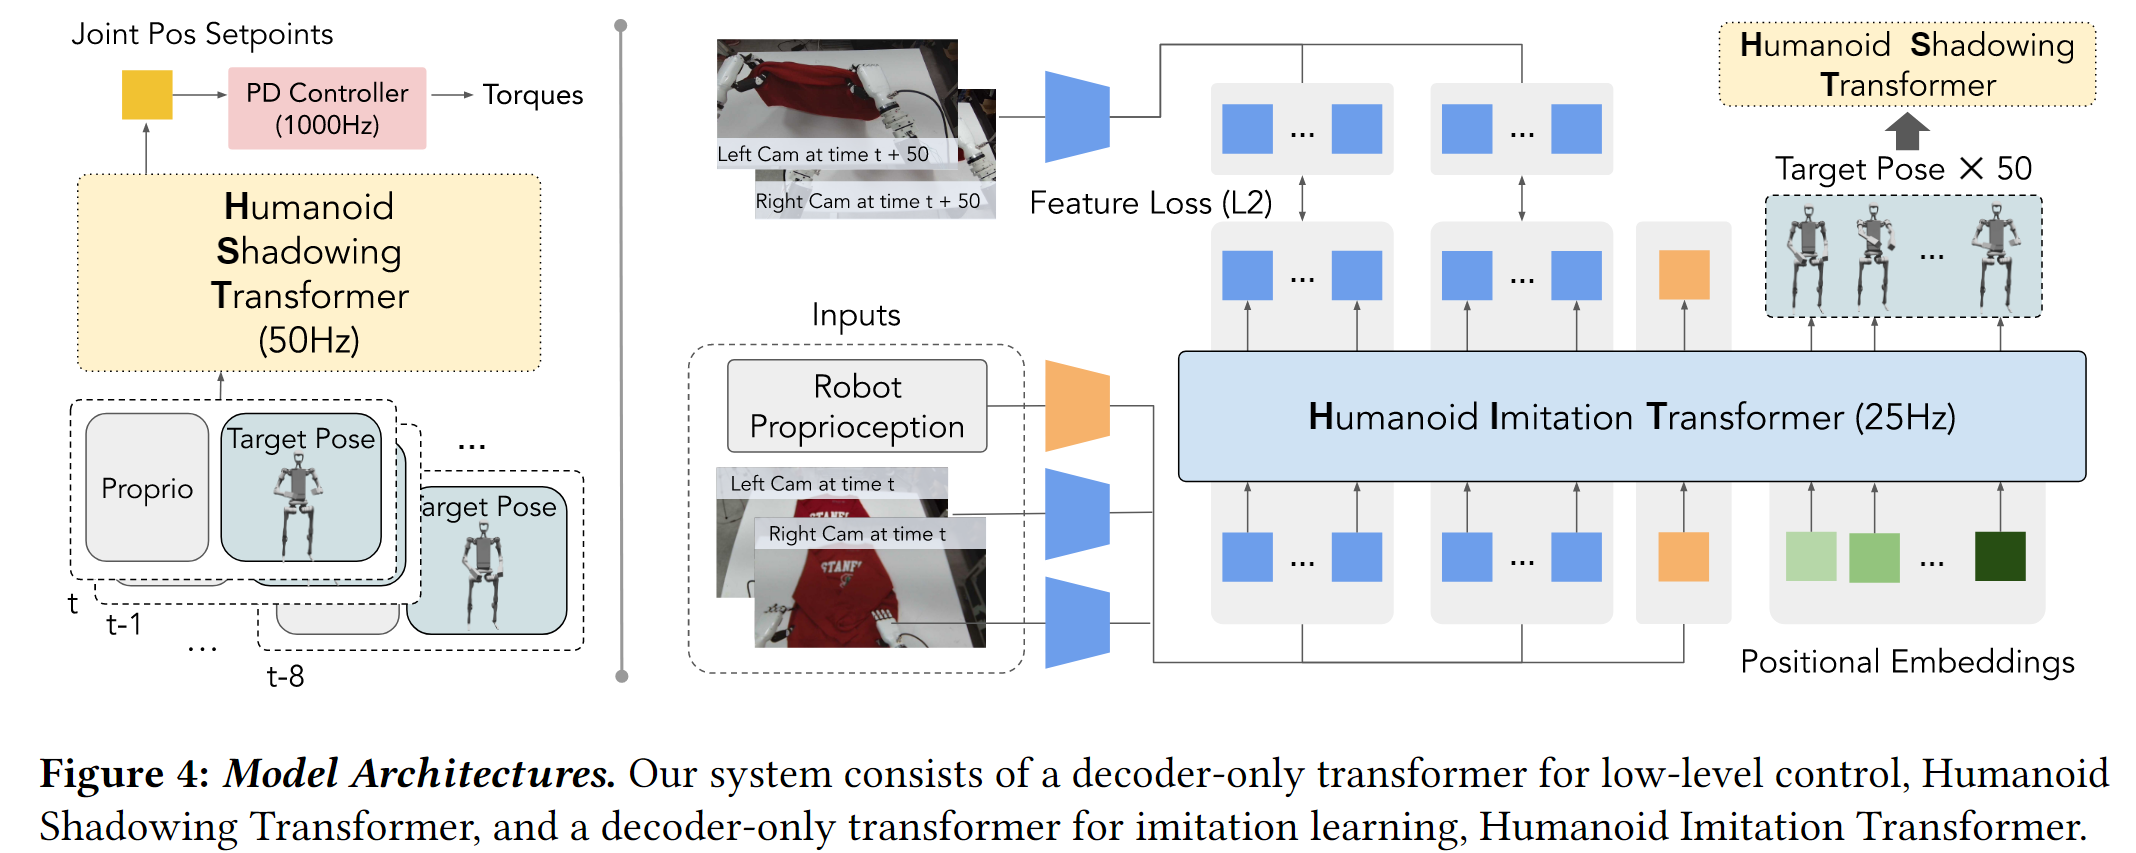 Joint Pos Setpoints
PD Controller
(1000Hz)
Torques
Humanoid
Shadowing
Transformer
(50Hz)
Proprio
Target Pose
...
arget Pose
t
t-1
...
t-8
Left Cam at time t + 50
Right Cam at time t + 50
Feature Loss (L2)
... ...
... ...
Humanoid Shadowing
Transformer
Target Pose × 50
...
Inputs
Robot
Proprioception
Left Cam at time t
STANF
Right Cam at time t
STANF
Humanoid Imitation Transformer (25Hz)
... ... ...
Positional Embeddings
Figure 4: Model Architectures. Our system consists of a decoder-only transformer for low-level control, Humanoid
Shadowing Transformer, and a decoder-only transformer for imitation learning, Humanoid Imitation Transformer.